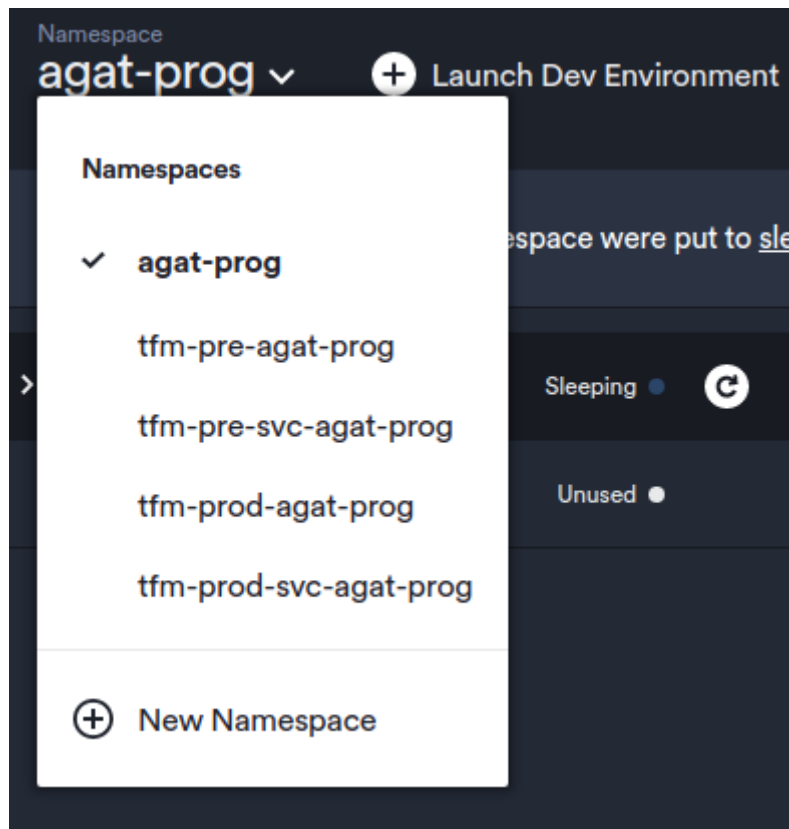 Namespace
agat-prog
Launch Dev Environment
Namespaces
agat-prog
were put to
tfm-pre-agat-prog
Sleeping
tfm-pre-svc-agat-prog
tfm-prod-agat-prog
Unused
tfm-prod-svc-agat-prog
New Namespace